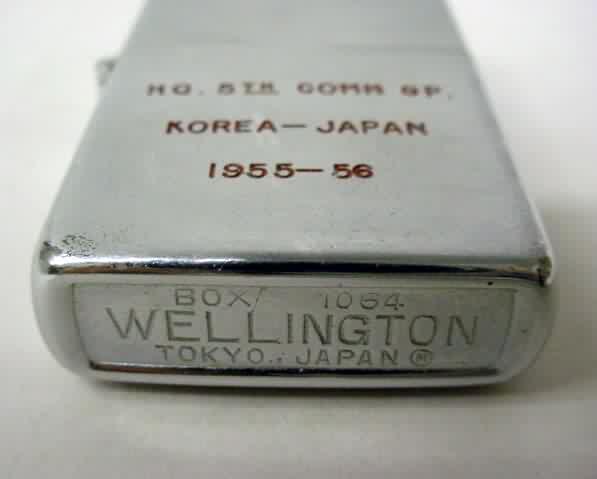 HQ. 5TH COMM GP.
KOREA — JAPAN
1955 — 56
BOX 1064
WELLINGTON
TOKYO., JAPAN ®